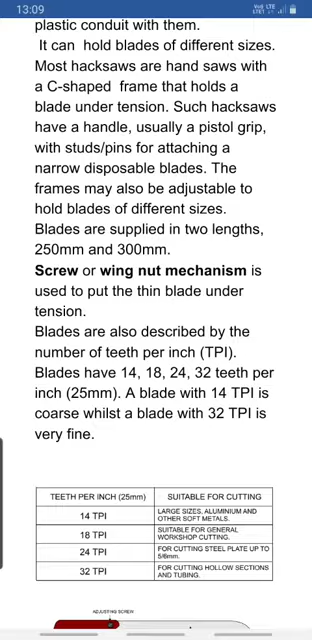 13:09
VoLTE
LTE1
plastic conduit with them.
It can hold blades of different sizes.
Most hacksaws are hand saws with
a C-shaped frame that holds a
blade under tension. Such hacksaws
have a handle, usually a pistol grip,
with studs/pins for attaching a
narrow disposable blades. The
frames may also be adjustable to
hold blades of different sizes.
Blades are supplied in two lengths,
250mm and 300mm.
Screw or wing nut mechanism is
used to put the thin blade under
tension.
Blades are also described by the
number of teeth per inch (TPI).
Blades have 14, 18, 24, 32 teeth per
inch (25mm). A blade with 14 TPI is
coarse whilst a blade with 32 TPI is
very fine.
TEETH PER INCH (25mm) SUITABLE FOR CUTTING
14 TPI LARGE SIZES, ALUMINIUM AND
OTHER SOFT METALS.
18 TPI SUITABLE FOR GENERAL
WORKSHOP CUTTING.
24 TPI FOR CUTTING STEEL PLATE UP TO
5/6mm.
32 TPI FOR CUTTING HOLLOW SECTIONS
AND TUBING.
ADJUSTING SCREW